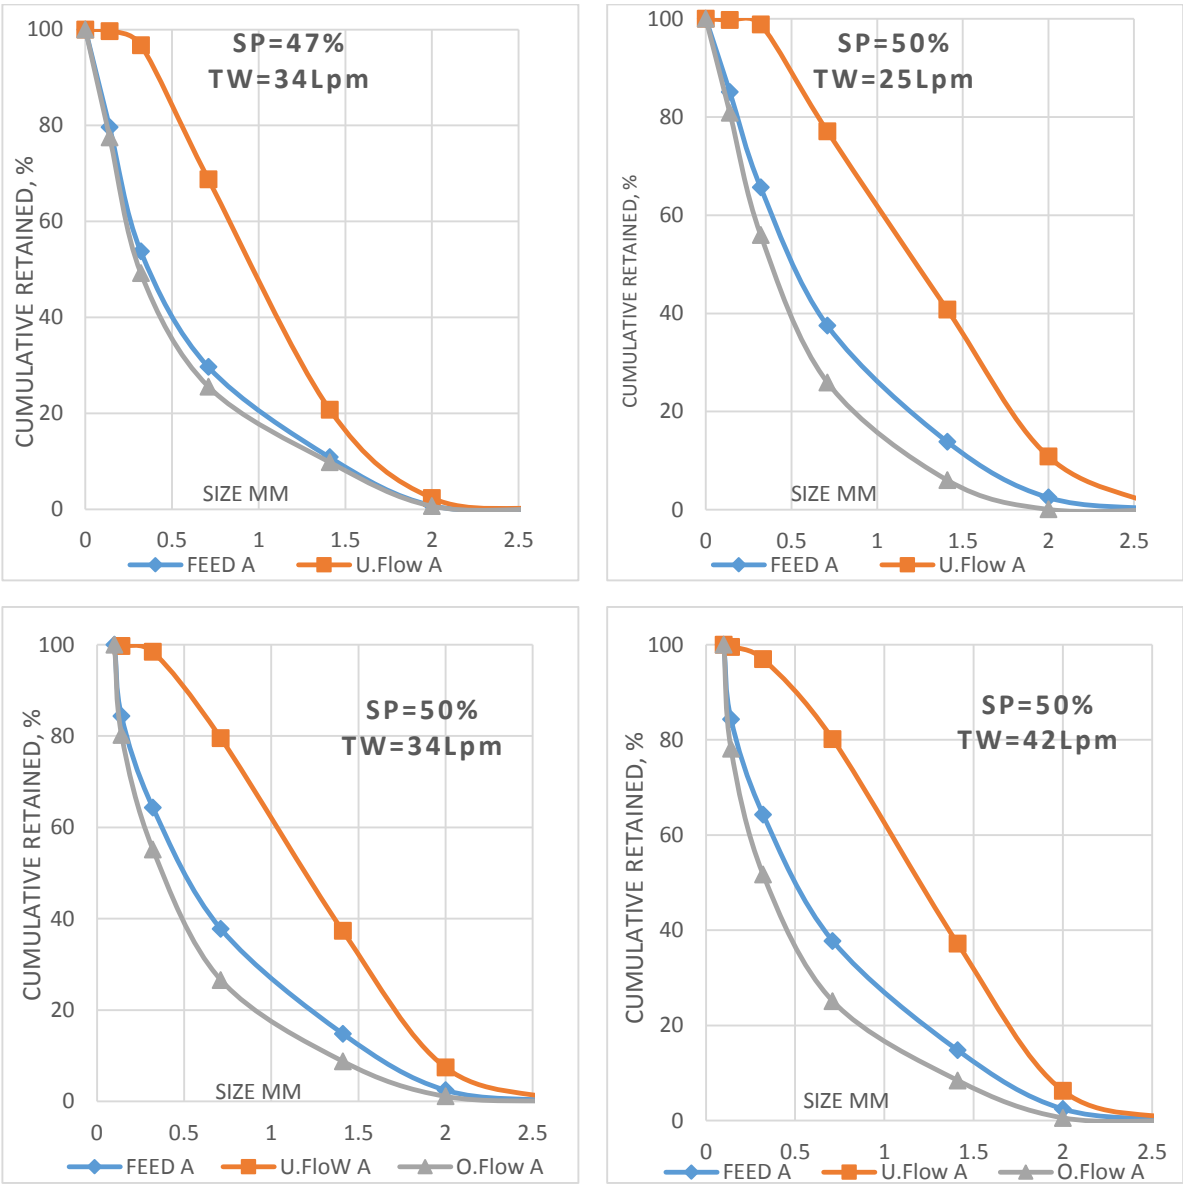 SP=47%
TW=34Lpm
CUMULATIVE RETAINED, %
100
80
60
40
20
0
SIZE MM
0 0.5 1 1.5 2 2.5
FEED A U.Flow A
SP=50%
TW=25Lpm
CUMULATIVE RETAINED, %
100
80
60
40
20
0
SIZE MM
0 0.5 1 1.5 2 2.5
FEED A U.Flow A
SP=50%
TW=34Lpm
CUMULATIVE RETAINED, %
100
80
60
40
20
0
SIZE MM
0 0.5 1 1.5 2 2.5
FEED A U.FloW A O.Flow A
SP=50%
TW=42Lpm
CUMULATIVE RETAINED, %
100
80
60
40
20
0
SIZE MM
0 0.5 1 1.5 2 2.5
FEED A U.Flow A O.Flow A